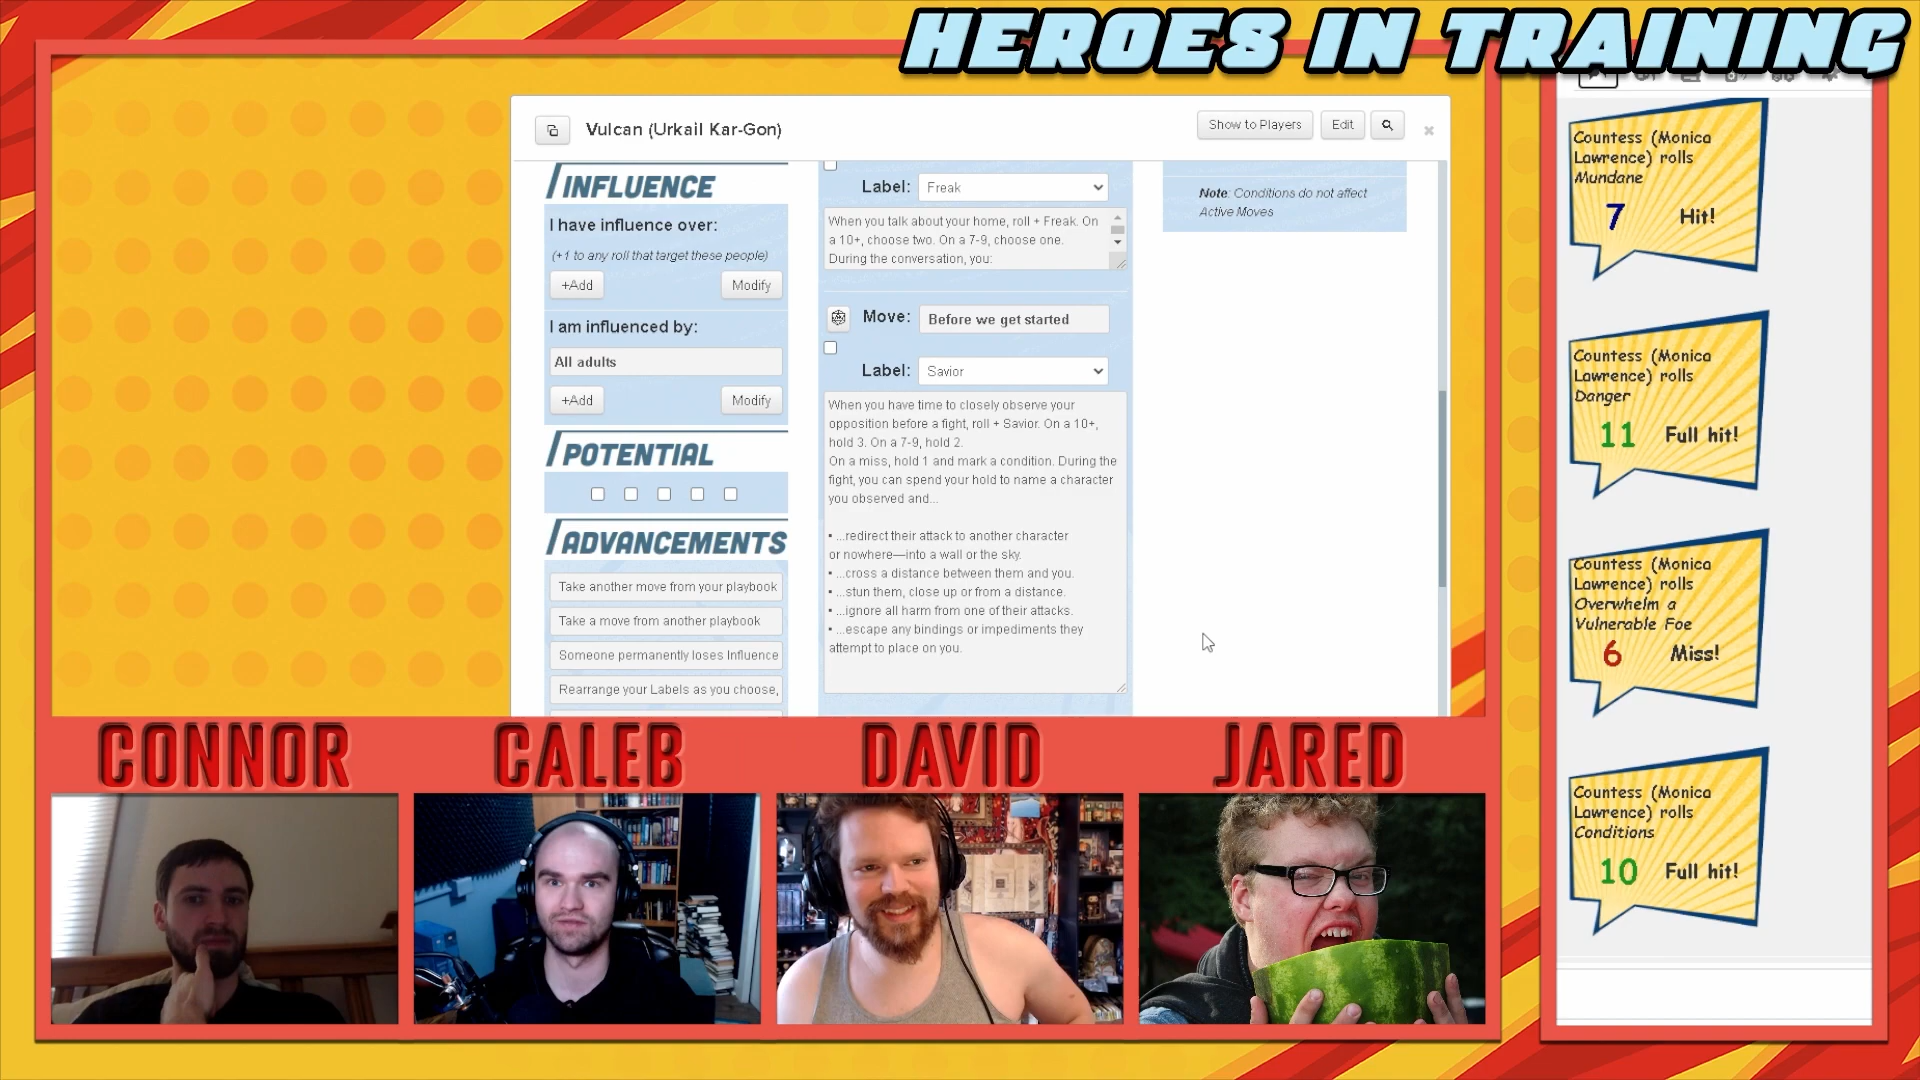 HEROES IN TRAINING
Vulcan (Urkail Kar-Gon)
Show to Players
Edit
INFLUENCE
I have influence over:
(+1 to any roll that target these people)
+Add
Modify
I am influenced by:
All adults
+Add
Modify
POTENTIAL
ADVANCEMENTS
Take another move from your playbook
Take a move from another playbook
Someone permanently loses Influence
Rearrange your Labels as you choose,
Label:
Freak
When you talk about your home, roll + Freak. On
a 10+, choose two. On a 7-9, choose one.
During the conversation, you:
Move:
Before we get started
Label:
Savior
When you have time to closely observe your
opposition before a fight, roll + Savior. On a 10+,
hold 3. On a 7-9, hold 2.
On a miss, hold 1 and mark a condition. During the
fight, you can spend your hold to name a character
you observed and...
• ...redirect their attack to another character
or nowhere—into a wall or the sky.
• ...cross a distance between them and you.
• ...stun them, close up or from a distance.
• ...ignore all harm from one of their attacks.
• ...escape any bindings or impediments they
attempt to place on you.
Note: Conditions do not affect
Active Moves
Countess (Monica
Lawrence) rolls
Mundane
7 Hit!
Countess (Monica
Lawrence) rolls
Danger
11 Full hit!
Countess (Monica
Lawrence) rolls
Overwhelm a
Vulnerable Foe
6 Miss!
Countess (Monica
Lawrence) rolls
Conditions
10 Full hit!
CONNOR
CALEB
DAVID
JARED